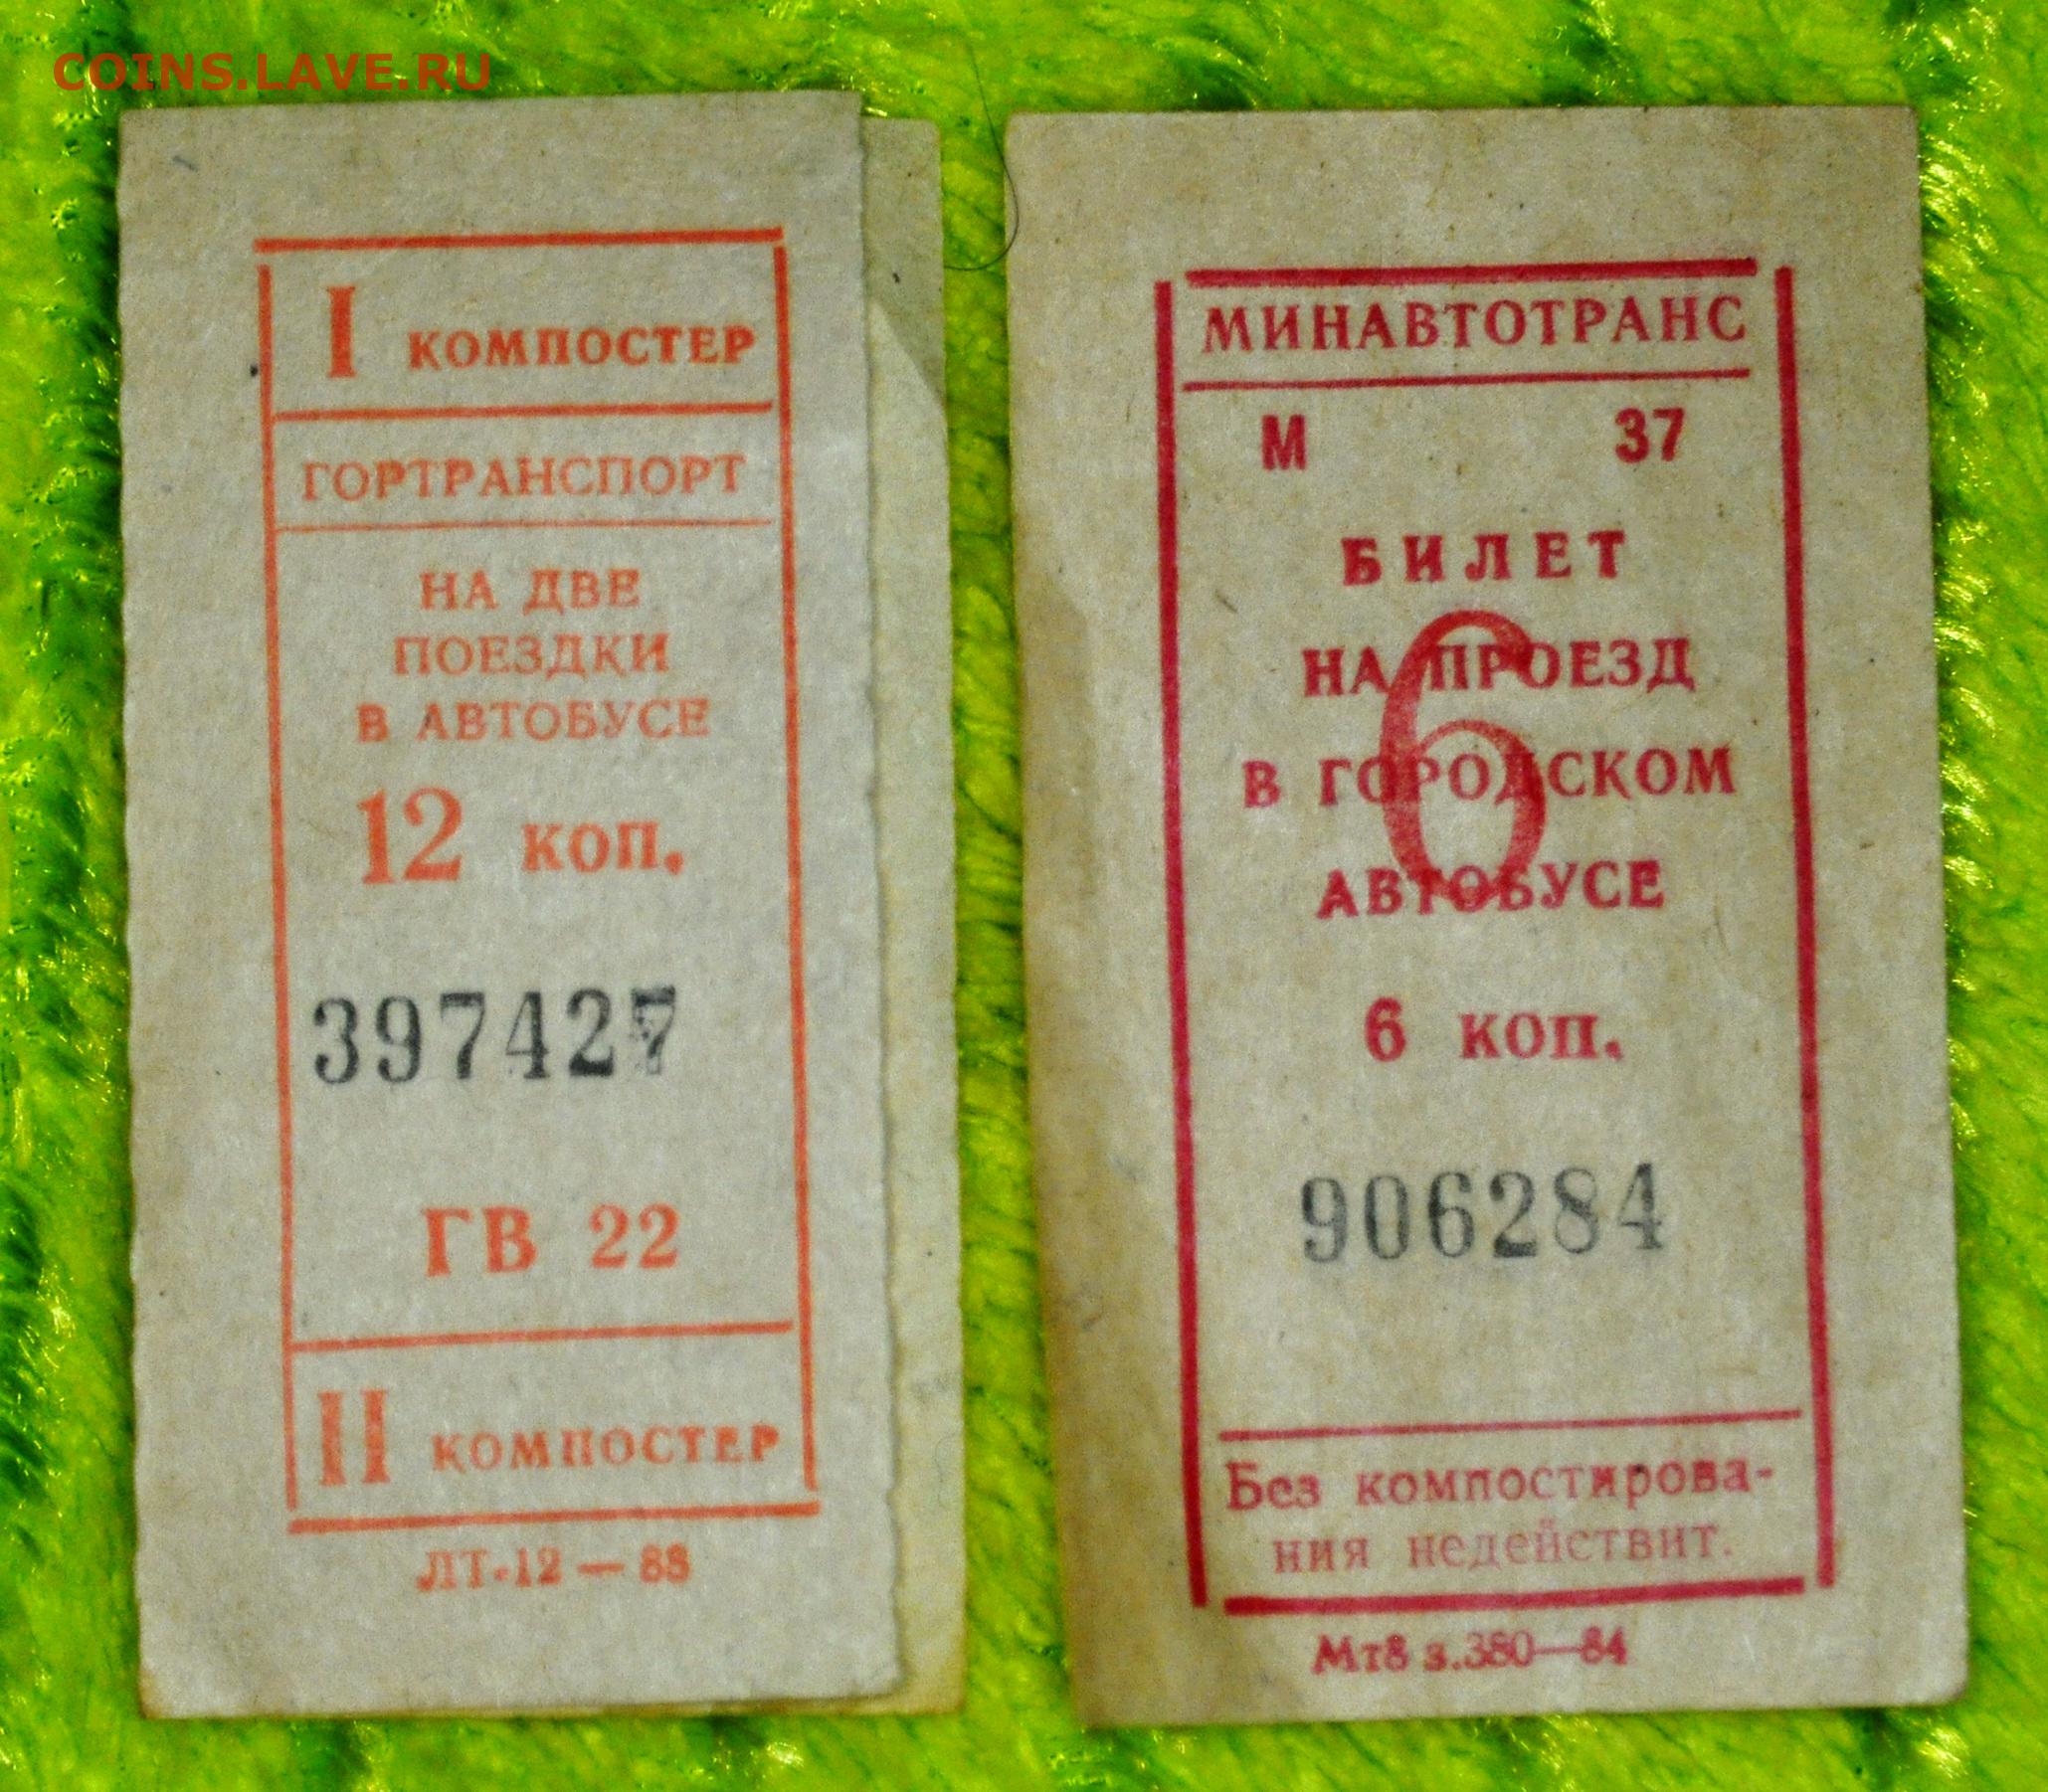 COINS.LAVE.RU
I КОМПОСТЕР
ГОРТРАНСПОРТ
НА ДВЕ
ПОЕЗДКИ
В АВТОБУСЕ
12 КОП.
397427
ГВ 22
II КОМПОСТЕР
ЛТ-12 — 83
МИНАВТОТРАНС
М 37
БИЛЕТ
НА ПРОЕЗД
В ГОРОДСКОМ
АВТОБУСЕ
6
6 КОП.
906284
Без компостирова-
ния недействит.
Мт8 з.380—84